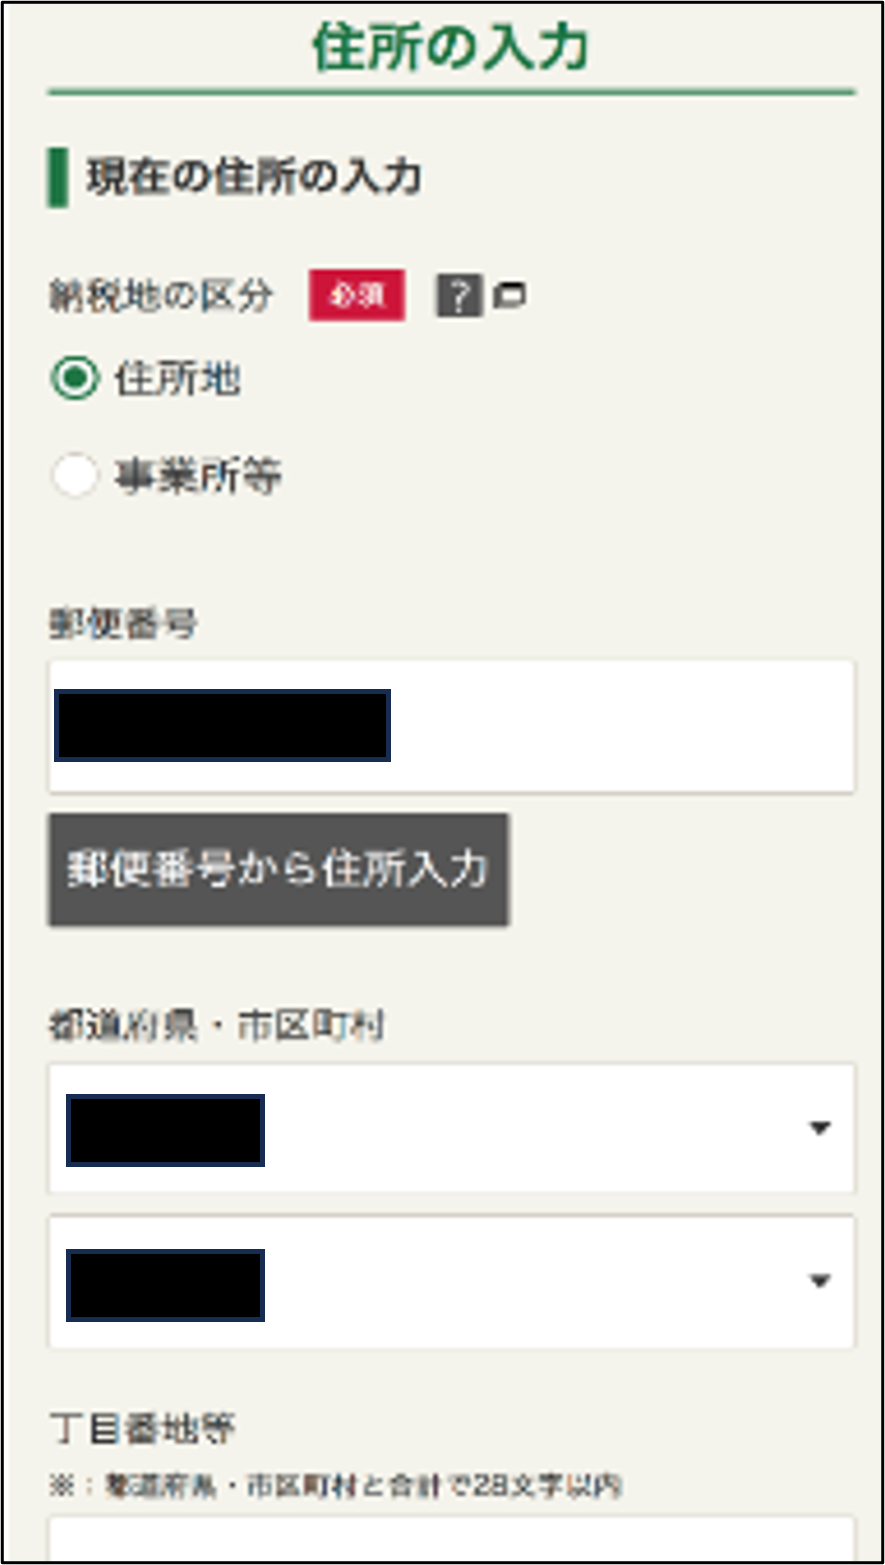 住所の入力
現在の住所の入力
納税地の区分 必須 ?
住所地
事業所等
郵便番号
郵便番号から住所入力
都道府県・市区町村
丁目番地等
※：都道府県・市区町村と合計で28文字以内